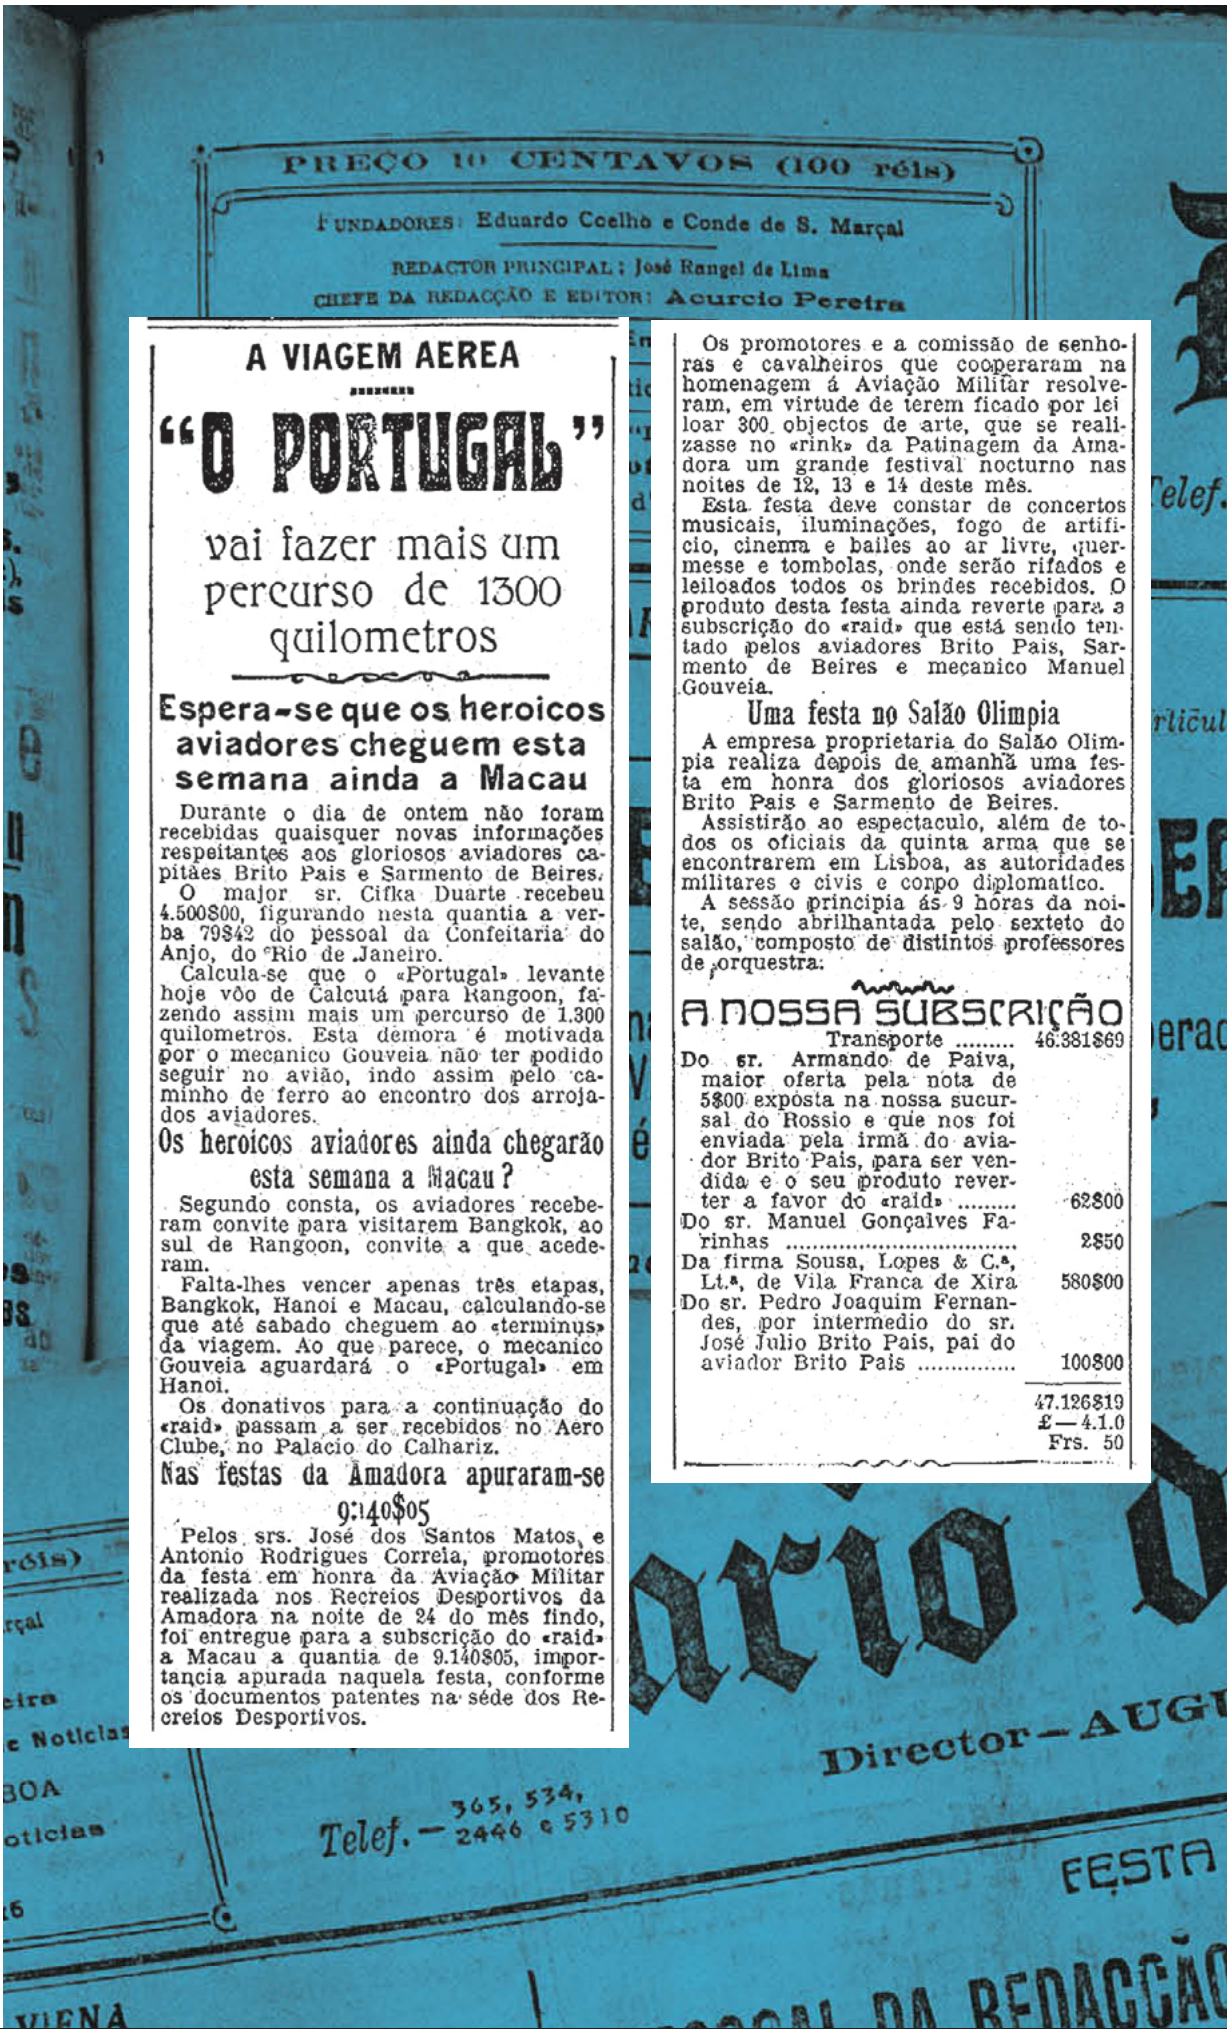 PREÇO 10 CENTAVOS (100 réis)
FUNDADORES: Eduardo Coelho e Conde de S. Marçal
REDACTOR PRINCIPAL: José Rangel de Lima
CHEFE DA REDACÇÃO E EDITOR: Acurcio Pereira
A VIAGEM AEREA
“O PORTUGAL”
vai fazer mais um
percurso de 1300
quilometros
Espera-se que os heroicos
aviadores cheguem esta
semana ainda a Macau
Durante o dia de ontem não foram
recebidas quaisquer novas informações
respeitantes aos gloriosos aviadores ca-
pitães Brito Pais e Sarmento de Beires.
O major sr. Cifka Duarte recebeu
4.500$00, figurando nesta quantia a ver-
ba 79$42 do pessoal da Confeitaria do
Anjo, do Rio de Janeiro.
Calcula-se que o «Portugal» levante
hoje vôo de Calcutá para Rangoon, fa-
zendo assim mais um percurso de 1.300
quilometros. Esta demora é motivada
por o mecanico Gouveia não ter podido
seguir no avião, indo assim pelo ca-
minho de ferro ao encontro dos arroja-
dos aviadores.
Os heroicos aviadores ainda chegarão
esta semana a Macau?
Segundo consta, os aviadores recebe-
ram convite para visitarem Bangkok, ao
sul de Rangoon, convite a que acede-
ram.
Falta-lhes vencer apenas três etapas,
Bangkok, Hanoi e Macau, calculando-se
que até sabado cheguem ao «terminus»
da viagem. Ao que parece, o mecanico
Gouveia aguardará o «Portugal» em
Hanoi.
Os donativos para a continuação do
«raid» passam a ser recebidos no Aero
Clube, no Palacio do Calhariz.
Nas festas da Amadora apuraram-se
9:140$05
Pelos srs. José dos Santos Matos, e
Antonio Rodrigues Correia, promotores
da festa em honra da Aviação Militar
realizada nos Recreios Desportivos da
Amadora na noite de 24 do mês findo,
foi entregue para a subscrição do «raid»
a Macau a quantia de 9.140$05, impor-
tancia apurada naquela festa, conforme
os documentos patentes na séde dos Re-
creios Desportivos.
Os promotores e a comissão de senho-
ras e cavalheiros que cooperaram na
homenagem á Aviação Militar resolve-
ram, em virtude de terem ficado por lei
loar 300 objectos de arte, que se reali-
zasse no «rink» da Patinagem da Ama-
dora um grande festival nocturno nas
noites de 12, 13 e 14 deste mês.
Esta festa deve constar de concertos
musicais, iluminações, fogo de artifi-
cio, cinema e bailes ao ar livre, quer-
messe e tombolas, onde serão rifados e
leiloados todos os brindes recebidos. O
produto desta festa ainda reverte para a
subscrição do «raid» que está sendo ten-
tado pelos aviadores Brito Pais, Sar-
mento de Beires e meçanico Manuel
Gouveia.
Uma festa no Salão Olimpia
A empresa proprietaria do Salão Olim-
pia realiza depois de amanhã uma fes-
ta em honra dos gloriosos aviadores
Brito Pais e Sarmento de Beires.
Assistirão ao espectaculo, além de to-
dos os oficiais da quinta arma que se
encontrarem em Lisboa, as autoridades
militares e civis e corpo diplomatico.
A sessão principia ás 9 horas da noi-
te, sendo abrilhantada pelo sexteto do
salão, composto de distintos professores
de orquestra.
A NOSSA SUBSCRIÇÃO
Transporte ......... 46.381$69
Do sr. Armando de Paiva,
maior oferta pela nota de
5$00 exposta na nossa sucur-
sal do Rossio e que nos foi
enviada pela irmã do avia-
dor Brito Pais, para ser ven-
dida e o seu produto rever-
ter a favor do «raid» ......... 62$00
Do sr. Manuel Gonçalves Fa-
rinhas ................................. 2$50
Da firma Sousa, Lopes & C.ª,
Lt.ª, de Vila Franca de Xira 580$00
Do sr. Pedro Joaquim Fernan-
des, por intermedio do sr.
José Julio Brito Pais, pai do
aviador Brito Pais .............. 100$00
47.126$19
£ — 4.1.0
Frs. 50
Telef.
réis)
Director — AUGU
Telef. — 365, 534,
2446 e 5310
FESTA
VIENA
DA REDACÇÃO